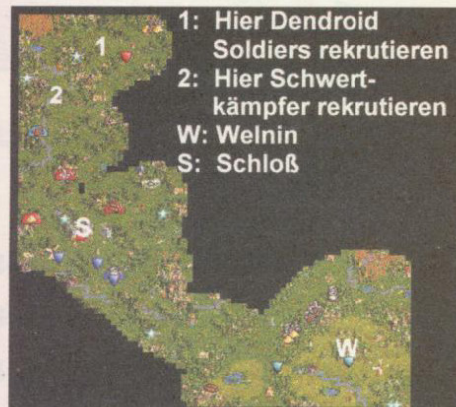 1: Hier Dendroid
Soldiers rekrutieren
2: Hier Schwert-
kämpfer rekrutieren
W: Welnin
S: Schloß
1
2
S
W